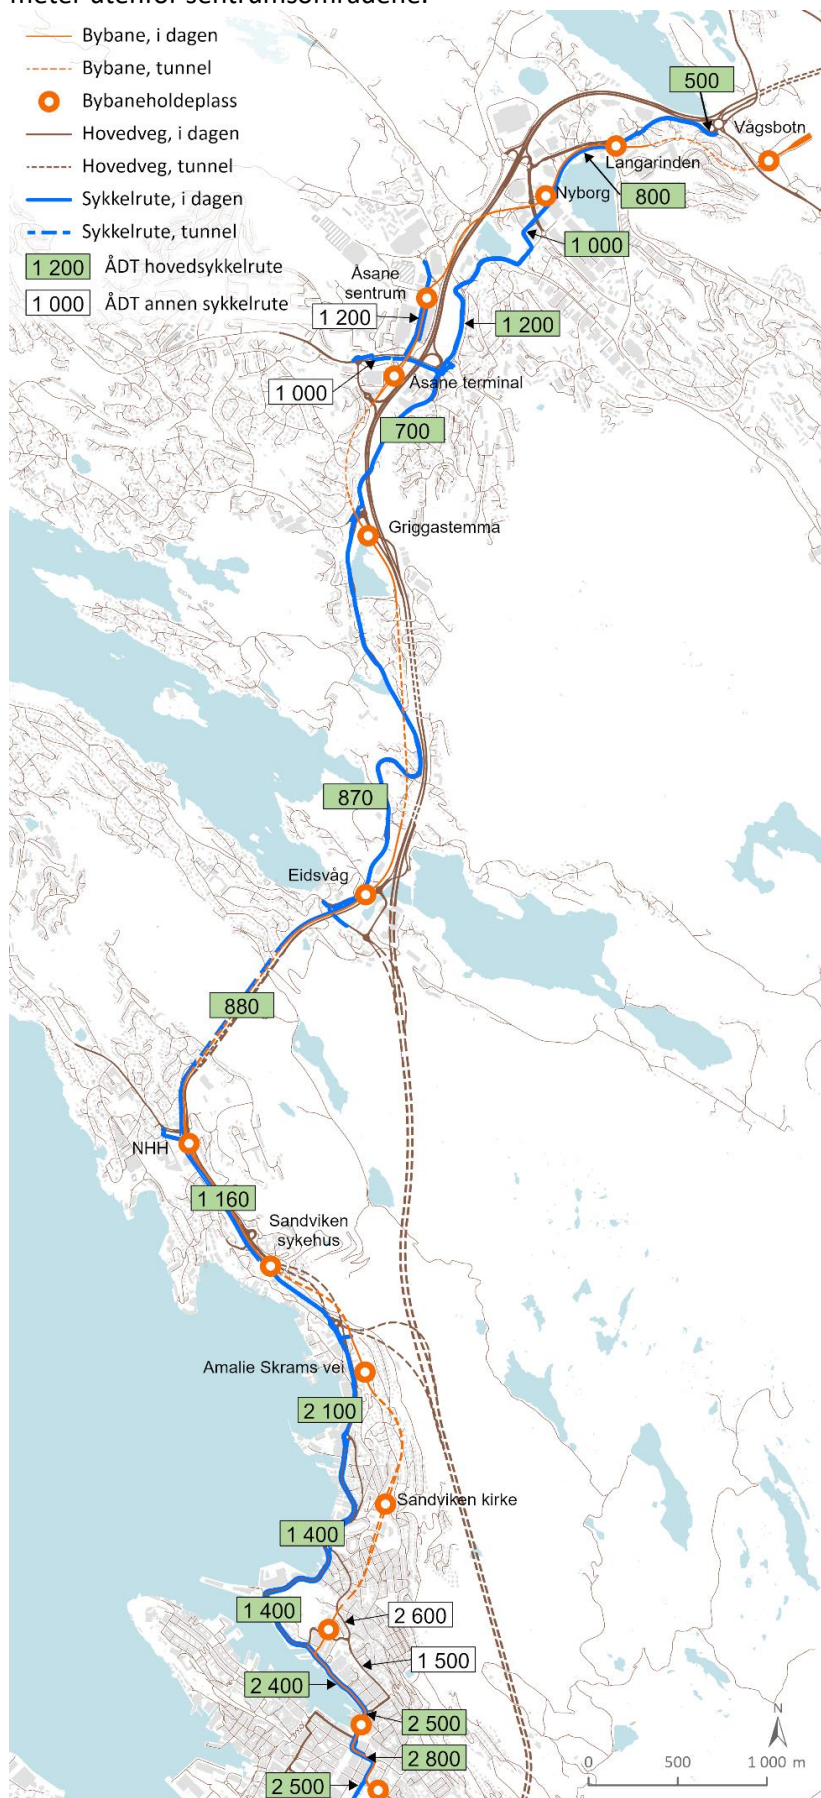 meter utenfor sentrumsområdene.
Bybane, i dagen
Bybane, tunnel
Bybaneholdeplass
Hovedveg, i dagen
Hovedveg, tunnel
Sykkelrute, i dagen
Sykkelrute, tunnel
1 200 ÅDT hovedsykkelrute
1 000 ÅDT annen sykkelrute
500
Vågsbotn
Langarinden
Nyborg
800
1 000
Åsane
sentrum
1 200
1 200
Åsane terminal
1 000
700
Griggastemma
870
Eidsvåg
880
NHH
1 160
Sandviken
sykehus
Amalie Skrams vei
2 100
Sandviken kirke
1 400
1 400
2 600
1 500
2 400
2 500
2 800
2 500
N
0 500 1 000 m